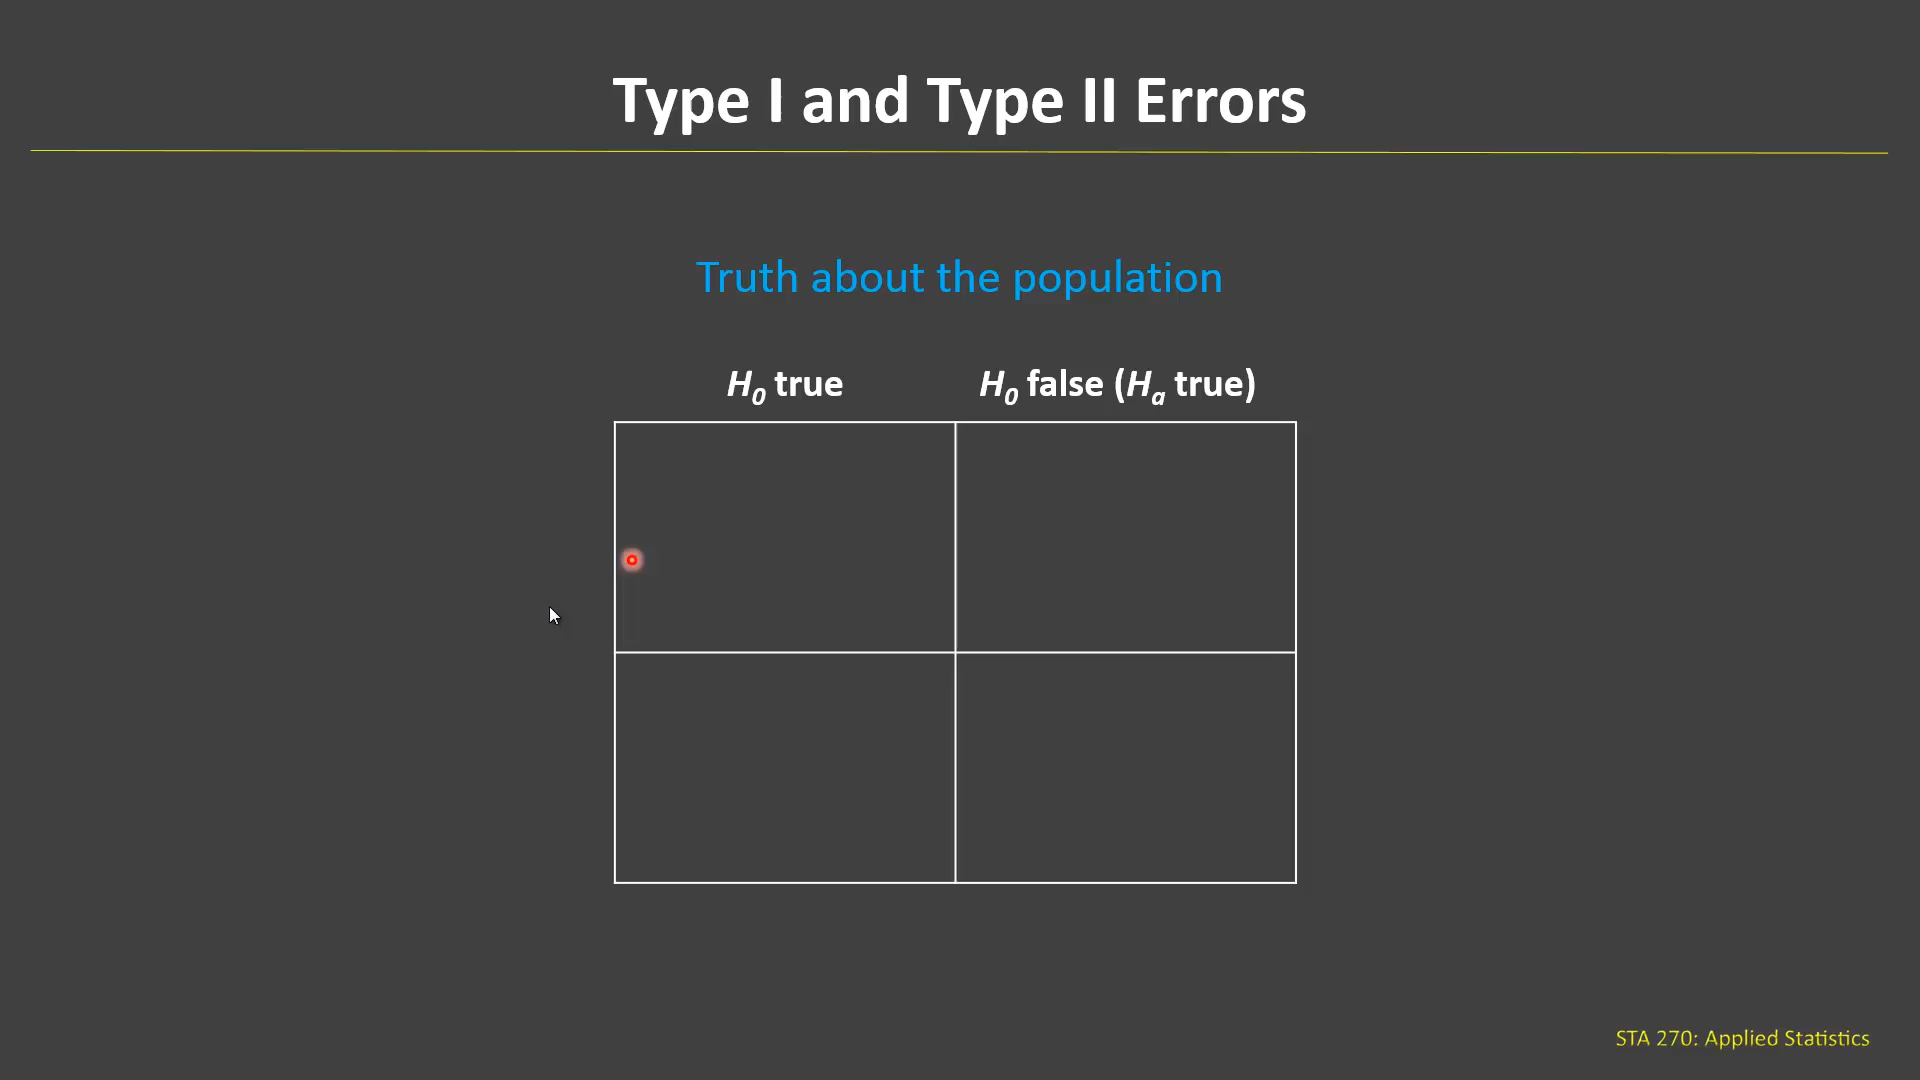 Type I and Type II Errors
Truth about the population
H0 true
H0 false (Ha true)
STA 270: Applied Statistics